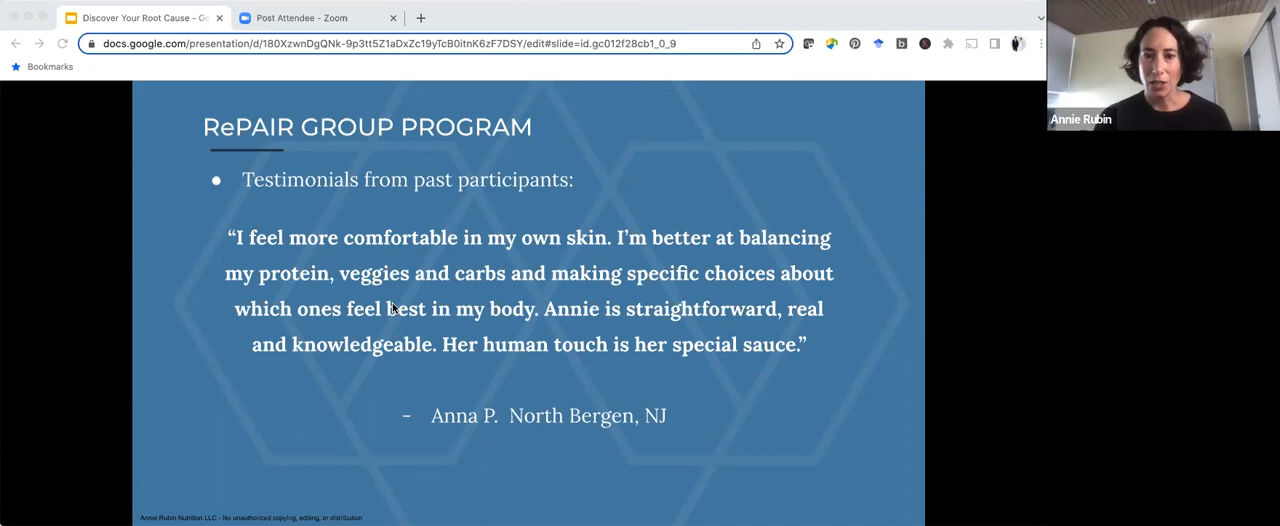 Discover Your Root Cause - Go
Post Attendee - Zoom
docs.google.com/presentation/d/180XzwnDgQNk-9p3tt5Z1aDxZc19yTcB0itnK6zF7DSY/edit#slide=id.gc012f28cb1_0_9
Bookmarks
Annie Rubin
RePAIR GROUP PROGRAM
● Testimonials from past participants:
“I feel more comfortable in my own skin. I’m better at balancing
my protein, veggies and carbs and making specific choices about
which ones feel best in my body. Annie is straightforward, real
and knowledgeable. Her human touch is her special sauce.”
- Anna P. North Bergen, NJ
Annie Rubin Nutrition LLC - No unauthorized copying, editing, or distribution